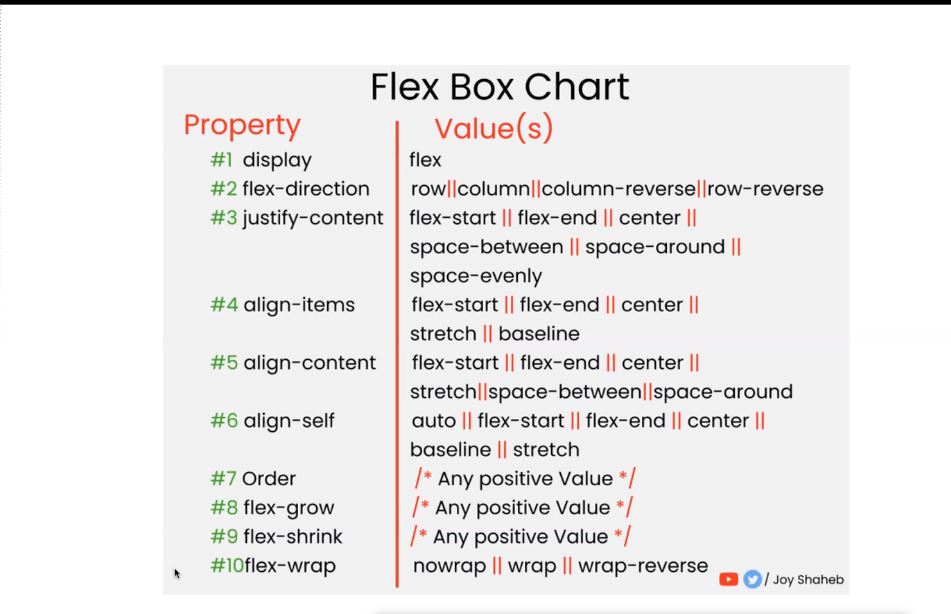 Flex Box Chart
Property Value(s)
#1 display flex
#2 flex-direction row||column||column-reverse||row-reverse
#3 justify-content flex-start || flex-end || center ||
space-between || space-around ||
space-evenly
#4 align-items flex-start || flex-end || center ||
stretch || baseline
#5 align-content flex-start || flex-end || center ||
stretch||space-between||space-around
#6 align-self auto || flex-start || flex-end || center ||
baseline || stretch
#7 Order /* Any positive Value */
#8 flex-grow /* Any positive Value */
#9 flex-shrink /* Any positive Value */
#10flex-wrap nowrap || wrap || wrap-reverse
/ Joy Shaheb